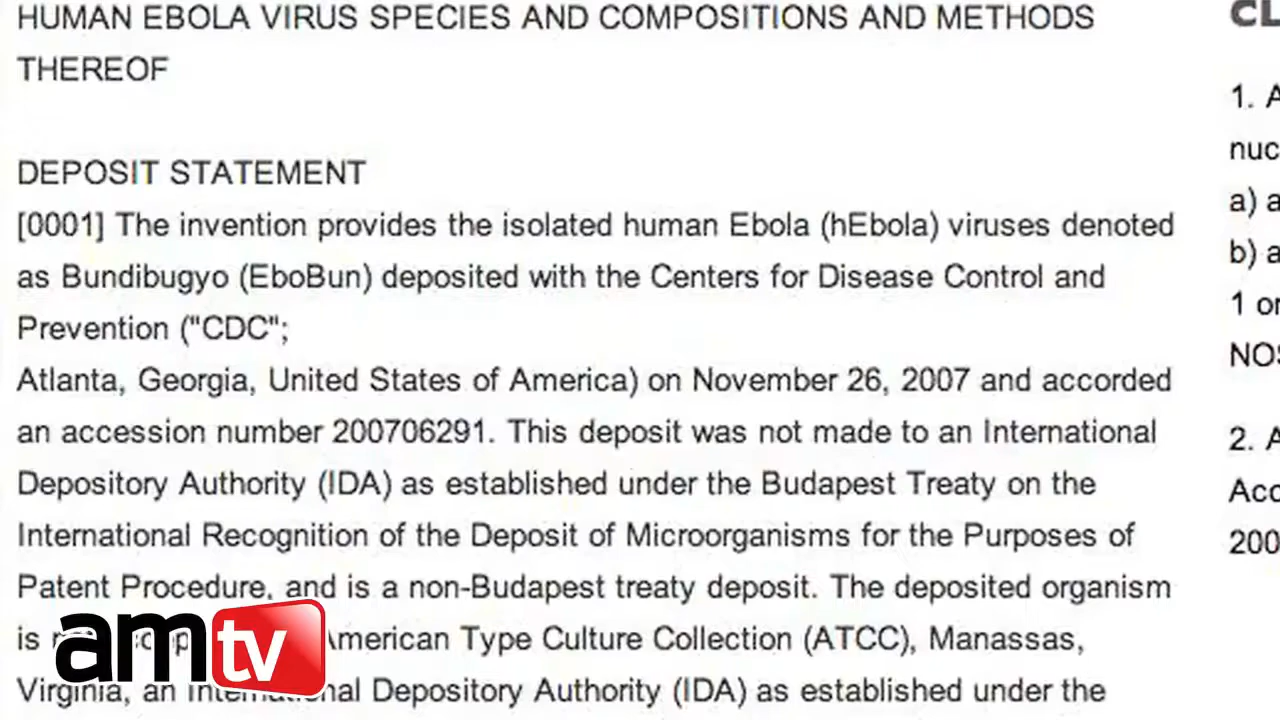 HUMAN EBOLA VIRUS SPECIES AND COMPOSITIONS AND METHODS
THEREOF
DEPOSIT STATEMENT
[0001] The invention provides the isolated human Ebola (hEbola) viruses denoted
as Bundibugyo (EboBun) deposited with the Centers for Disease Control and
Prevention ("CDC";
Atlanta, Georgia, United States of America) on November 26, 2007 and accorded
an accession number 200706291. This deposit was not made to an International
Depository Authority (IDA) as established under the Budapest Treaty on the
International Recognition of the Deposit of Microorganisms for the Purposes of
Patent Procedure, and is a non-Budapest treaty deposit. The deposited organism
is American Type Culture Collection (ATCC), Manassas,
Virginia, an International Depository Authority (IDA) as established under the
amtv
CL
1. A
nuc
a) a
b) a
1 or
NOS
2. A
Acc
200